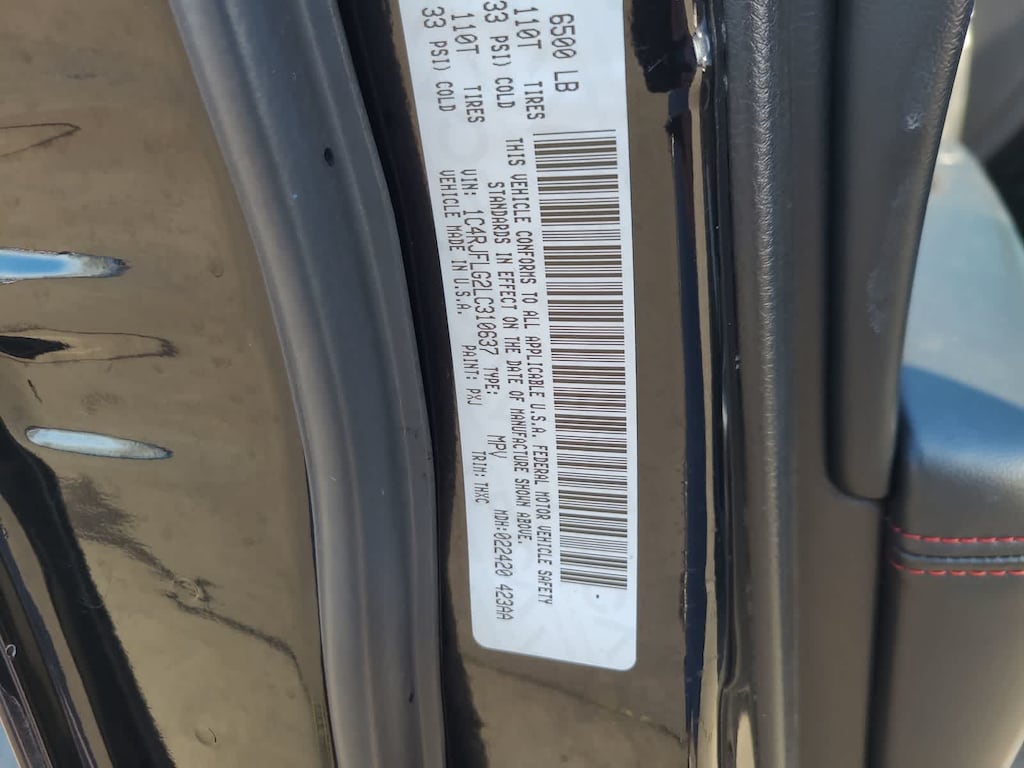 6500 LB
110T TIRES
33 PSI) COLD
110T TIRES
33 PSI) COLD
THIS VEHICLE CONFORMS TO ALL APPLICABLE U.S.A. FEDERAL MOTOR VEHICLE SAFETY
STANDARDS IN EFFECT ON THE DATE OF MANUFACTURE SHOWN ABOVE.
VIN: 1C4RJFLG2LC310637 TYPE: MPV MDH:022420 423AA
VEHICLE MADE IN U.S.A. PAINT: PXJ TRIM: THXC